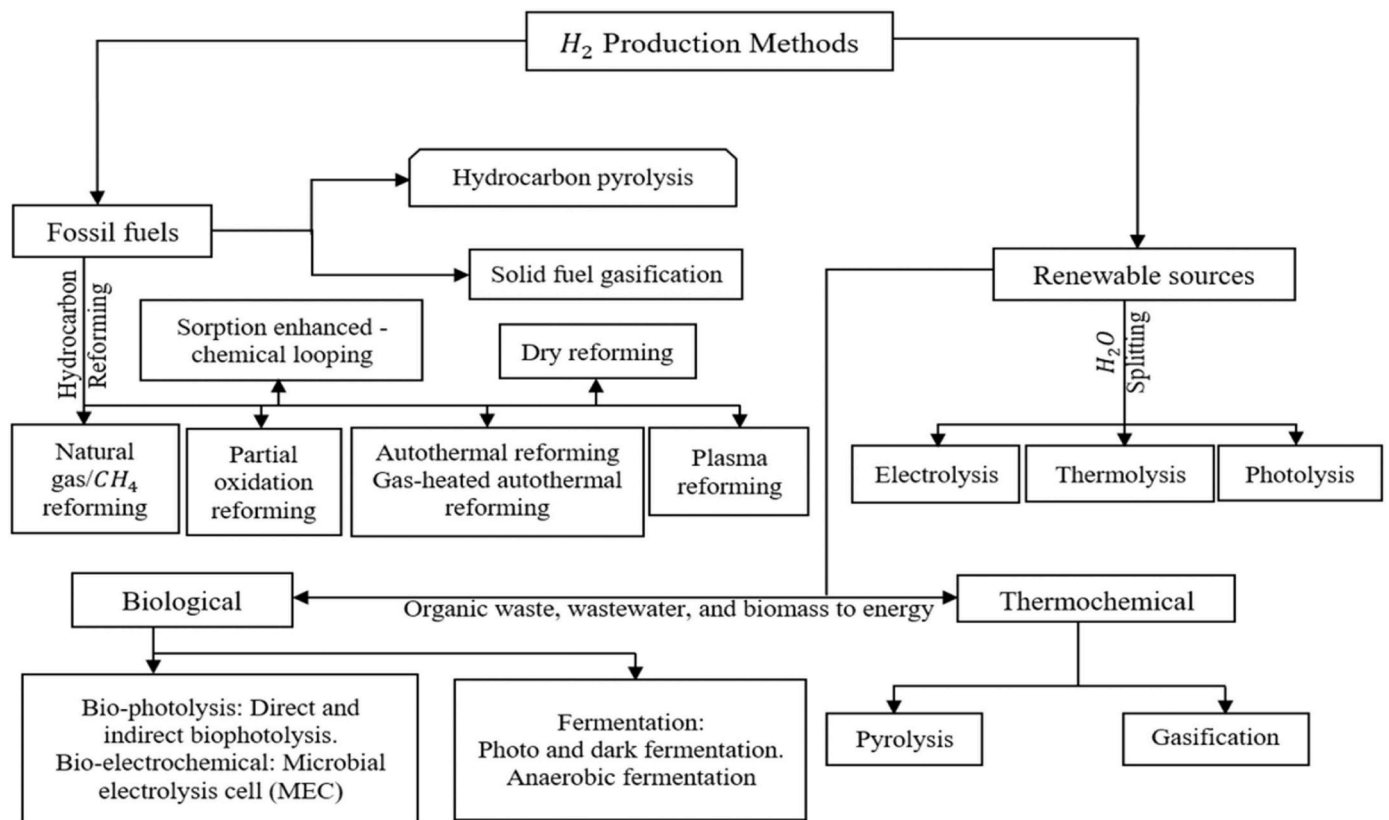 H₂ Production Methods
Hydrocarbon pyrolysis
Fossil fuels
Solid fuel gasification
Renewable sources
Hydrocarbon
Reforming
Sorption enhanced -
chemical looping
Dry reforming
H₂O
Splitting
Natural
gas/CH₄
reforming
Partial
oxidation
reforming
Autothermal reforming
Gas-heated autothermal
reforming
Plasma
reforming
Electrolysis
Thermolysis
Photolysis
Biological
Organic waste, wastewater, and biomass to energy
Thermochemical
Bio-photolysis: Direct and
indirect biophotolysis.
Bio-electrochemical: Microbial
electrolysis cell (MEC)
Fermentation:
Photo and dark fermentation.
Anaerobic fermentation
Pyrolysis
Gasification